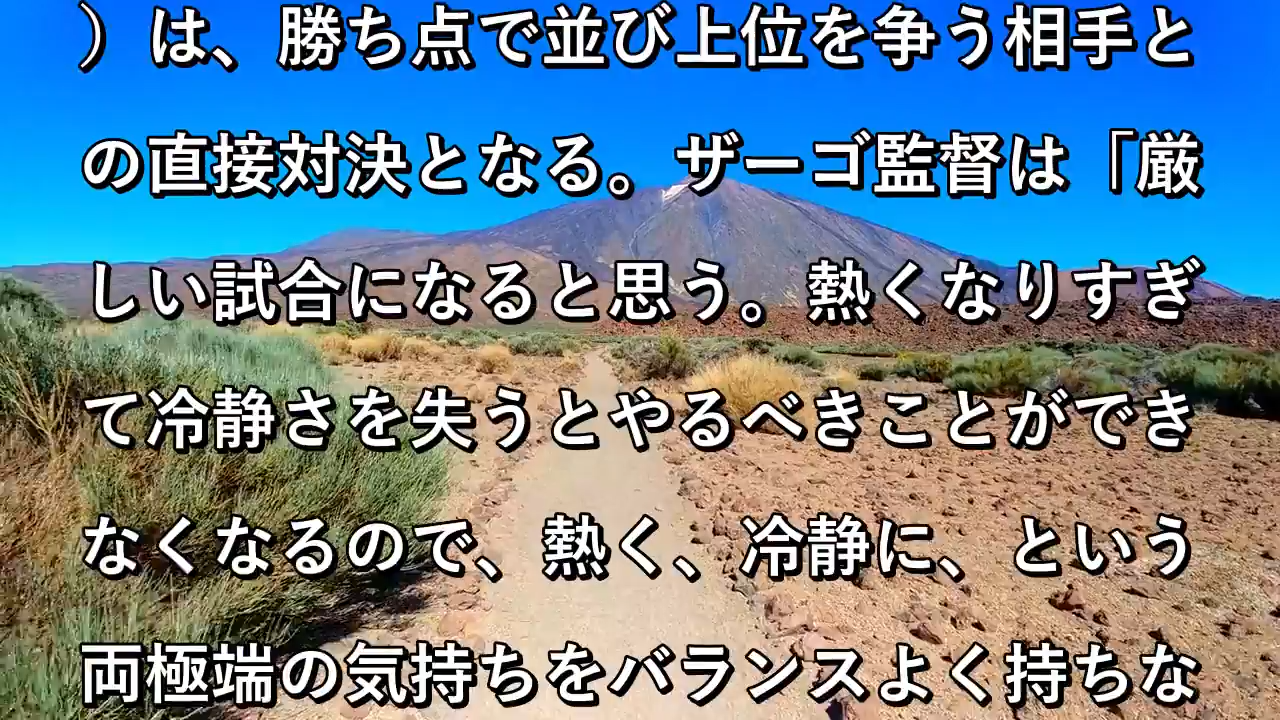 ）は、勝ち点で並び上位を争う相手と
の直接対決となる。ザーゴ監督は「厳
しい試合になると思う。熱くなりすぎ
て冷静さを失うとやるべきことができ
なくなるので、熱く、冷静に、という
両極端の気持ちをバランスよく持ちな